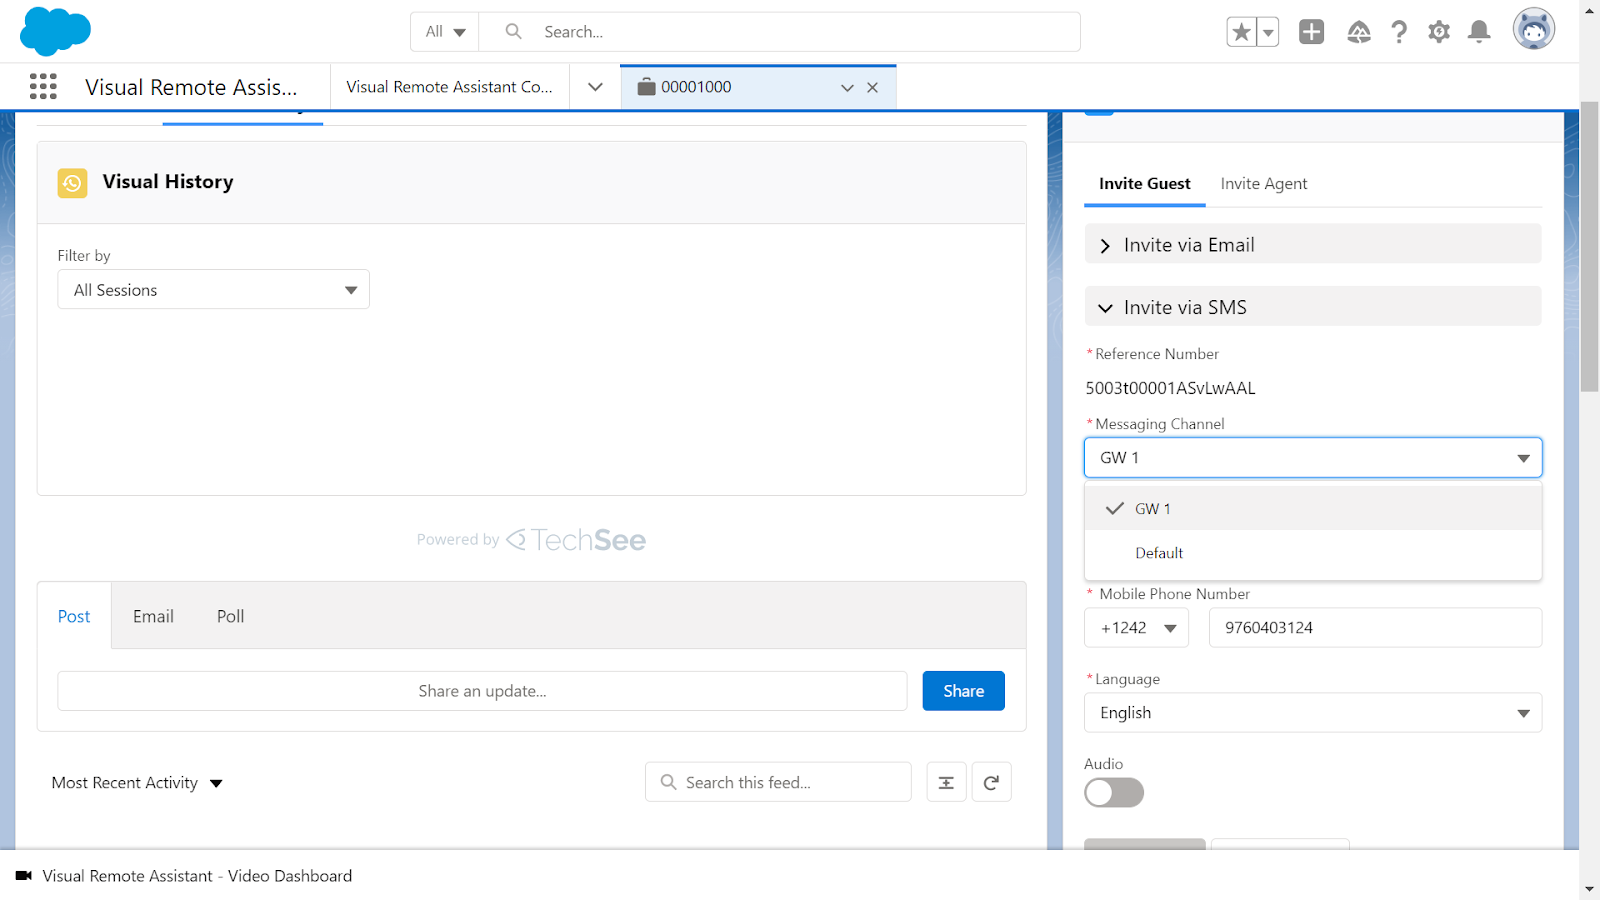 All
Search...
Visual Remote Assis...
Visual Remote Assistant Co...
00001000
Visual History
Filter by
All Sessions
Powered by TechSee
Post
Email
Poll
Share an update...
Share
Most Recent Activity
Search this feed...
Invite Guest
Invite Agent
Invite via Email
Invite via SMS
*Reference Number
5003t00001ASvLwAAL
*Messaging Channel
GW 1
GW 1
Default
* Mobile Phone Number
+1242
9760403124
*Language
English
Audio
Visual Remote Assistant - Video Dashboard